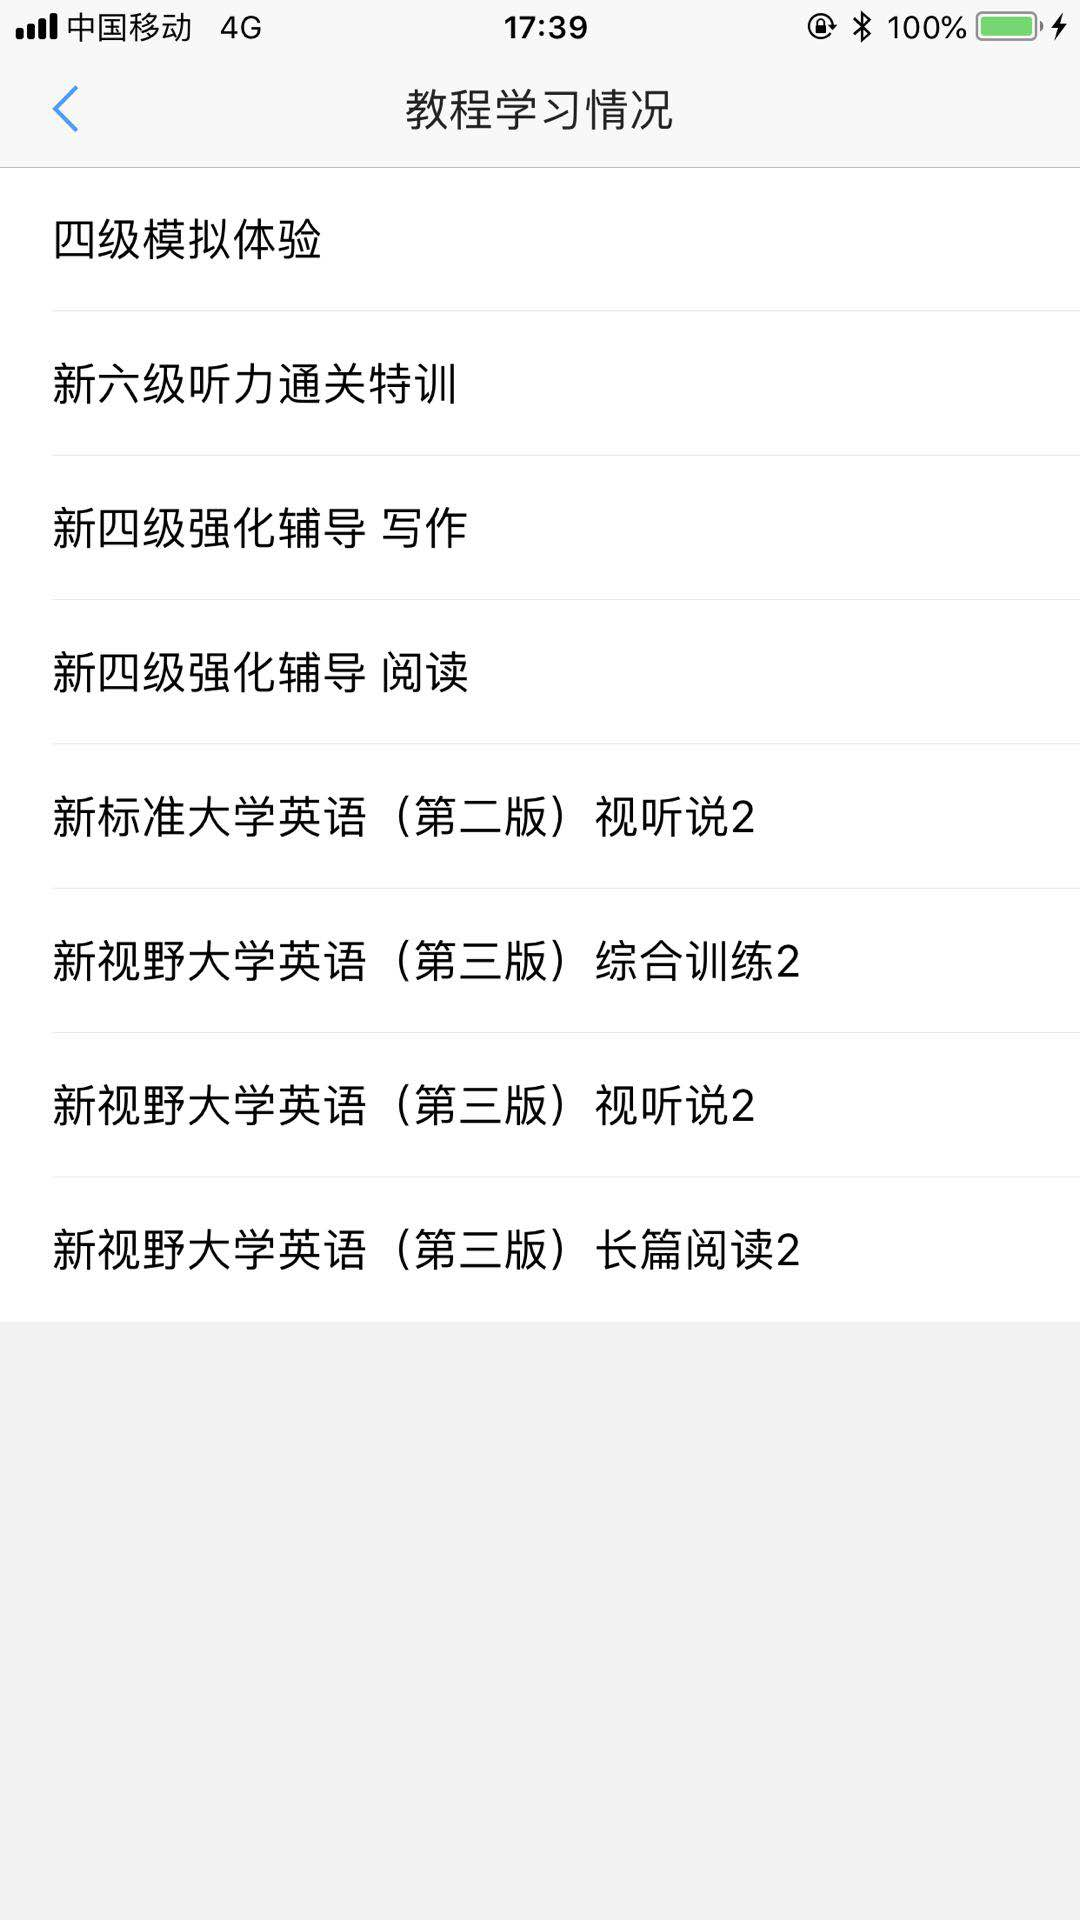 中国移动 4G 17:39 100%
教程学习情况
四级模拟体验
新六级听力通关特训
新四级强化辅导 写作
新四级强化辅导 阅读
新标准大学英语（第二版）视听说2
新视野大学英语（第三版）综合训练2
新视野大学英语（第三版）视听说2
新视野大学英语（第三版）长篇阅读2